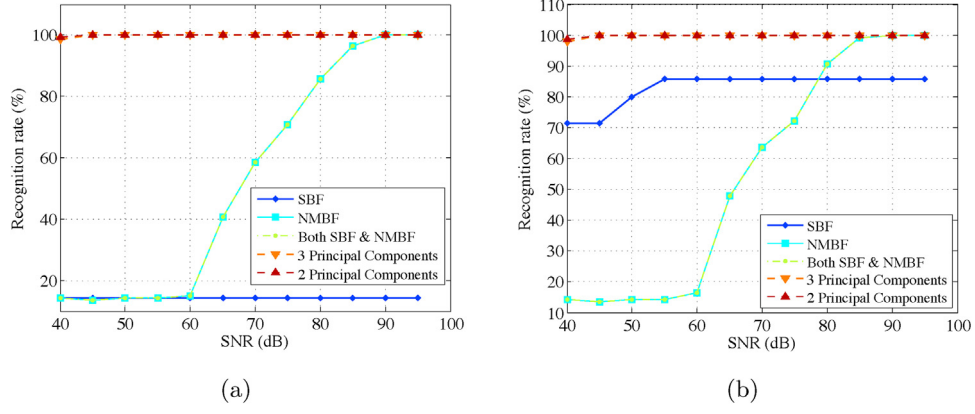 100
80
60
40
20
40 50 60 70 80 90 100
Recognition rate (%)
SNR (dB)
SBF
NMBF
Both SBF & NMBF
3 Principal Components
2 Principal Components
(a)
110
100
90
80
70
60
50
40
30
20
10
40 50 60 70 80 90 100
Recognition rate (%)
SNR (dB)
SBF
NMBF
Both SBF & NMBF
3 Principal Components
2 Principal Components
(b)